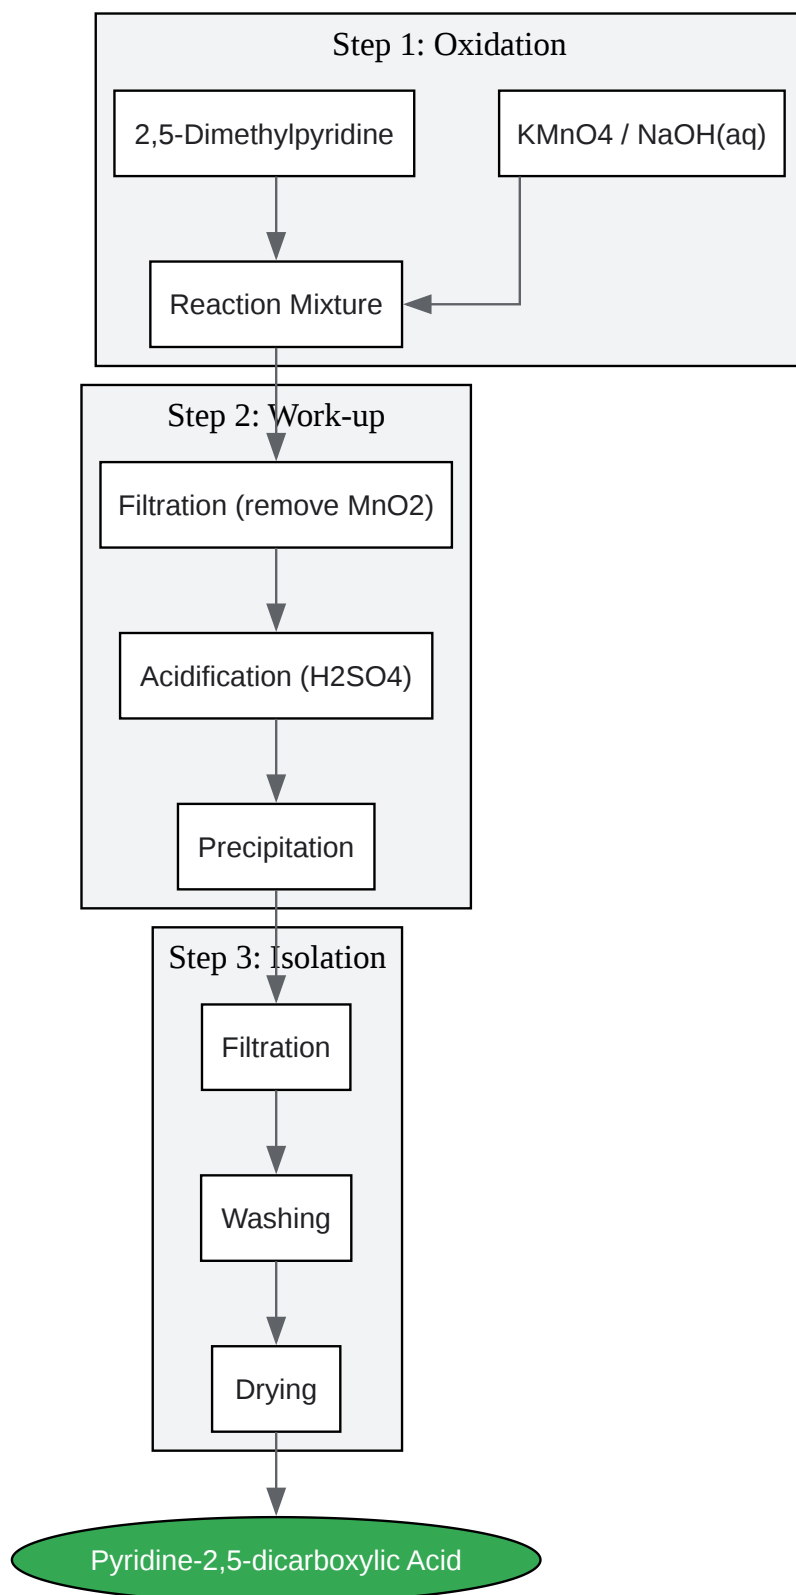 Step 1: Oxidation
2,5-Dimethylpyridine
KMnO4 / NaOH(aq)
Reaction Mixture
Step 2: Work-up
Filtration (remove MnO2)
Acidification (H2SO4)
Precipitation
Step 3: Isolation
Filtration
Washing
Drying
Pyridine-2,5-dicarboxylic Acid